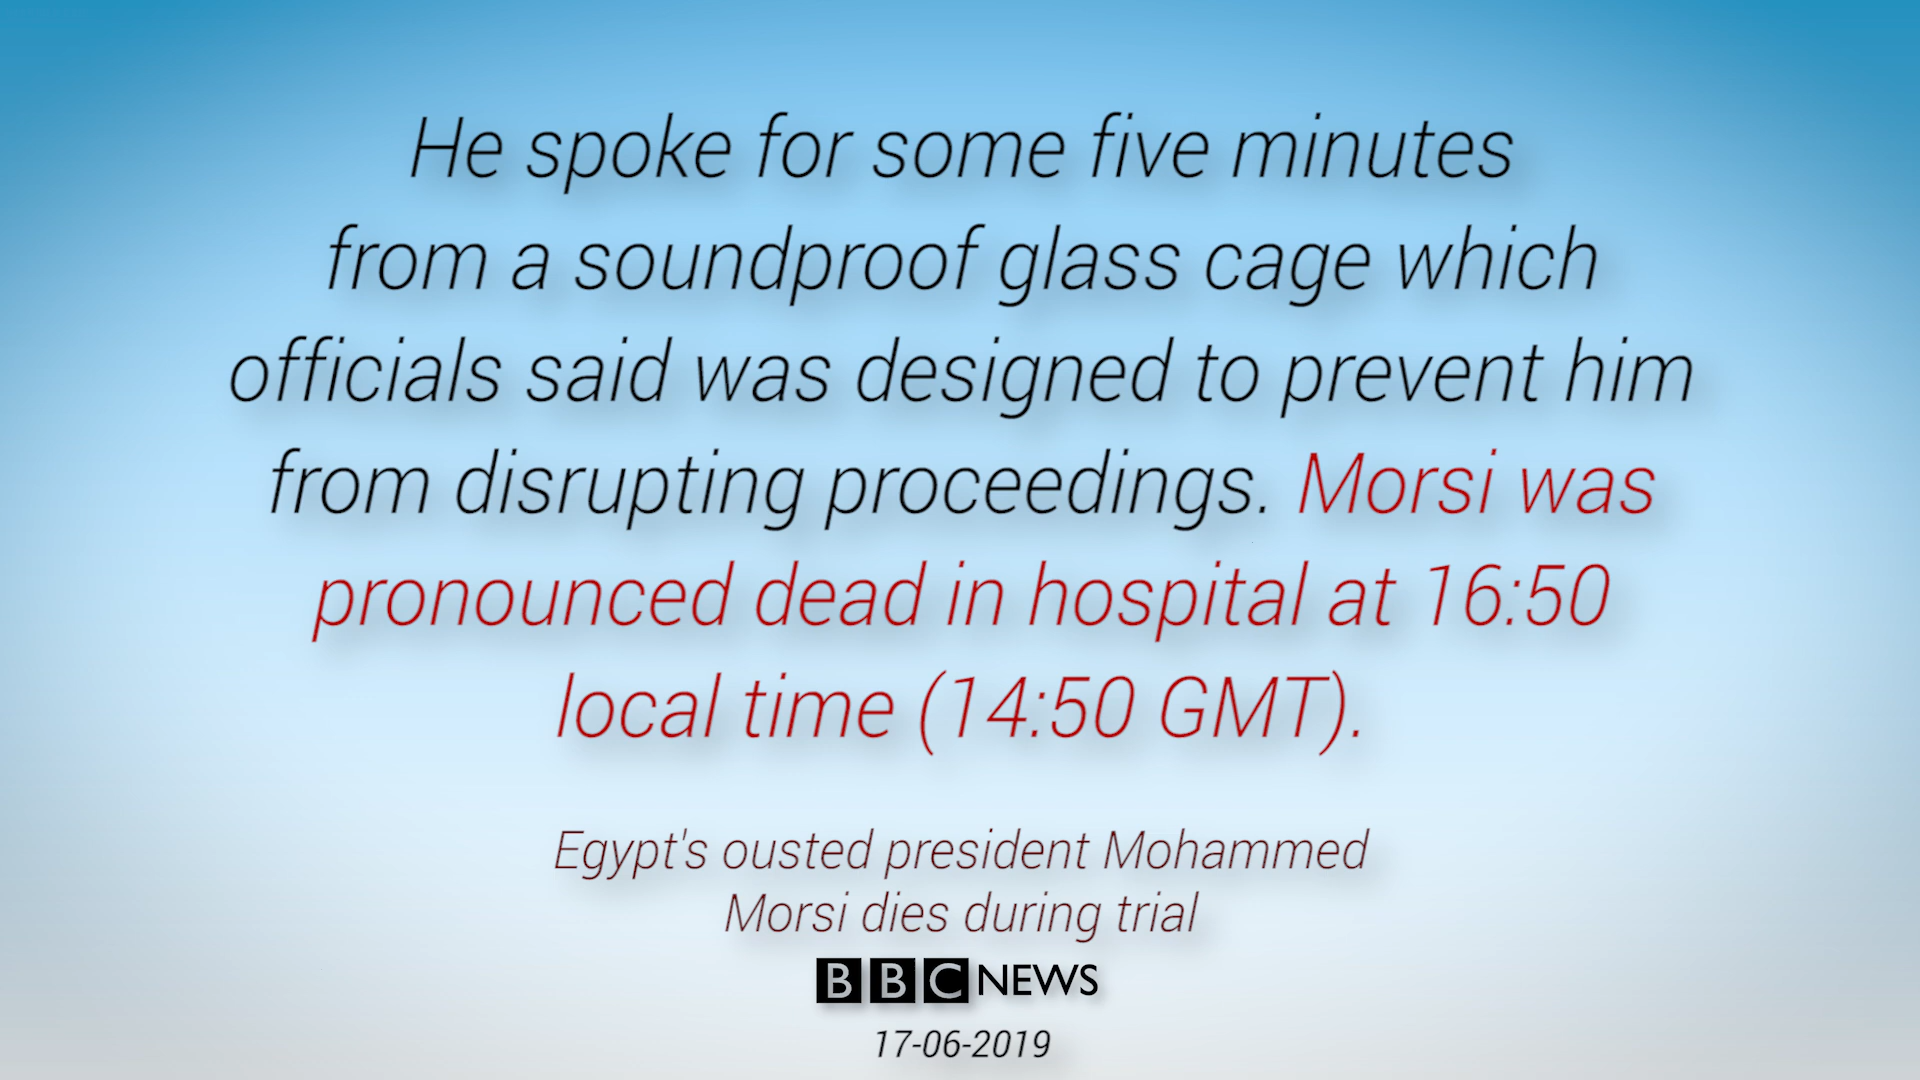 He spoke for some five minutes
from a soundproof glass cage which
officials said was designed to prevent him
from disrupting proceedings. Morsi was
pronounced dead in hospital at 16:50
local time (14:50 GMT).
Egypt's ousted president Mohammed
Morsi dies during trial
BBC NEWS
17-06-2019